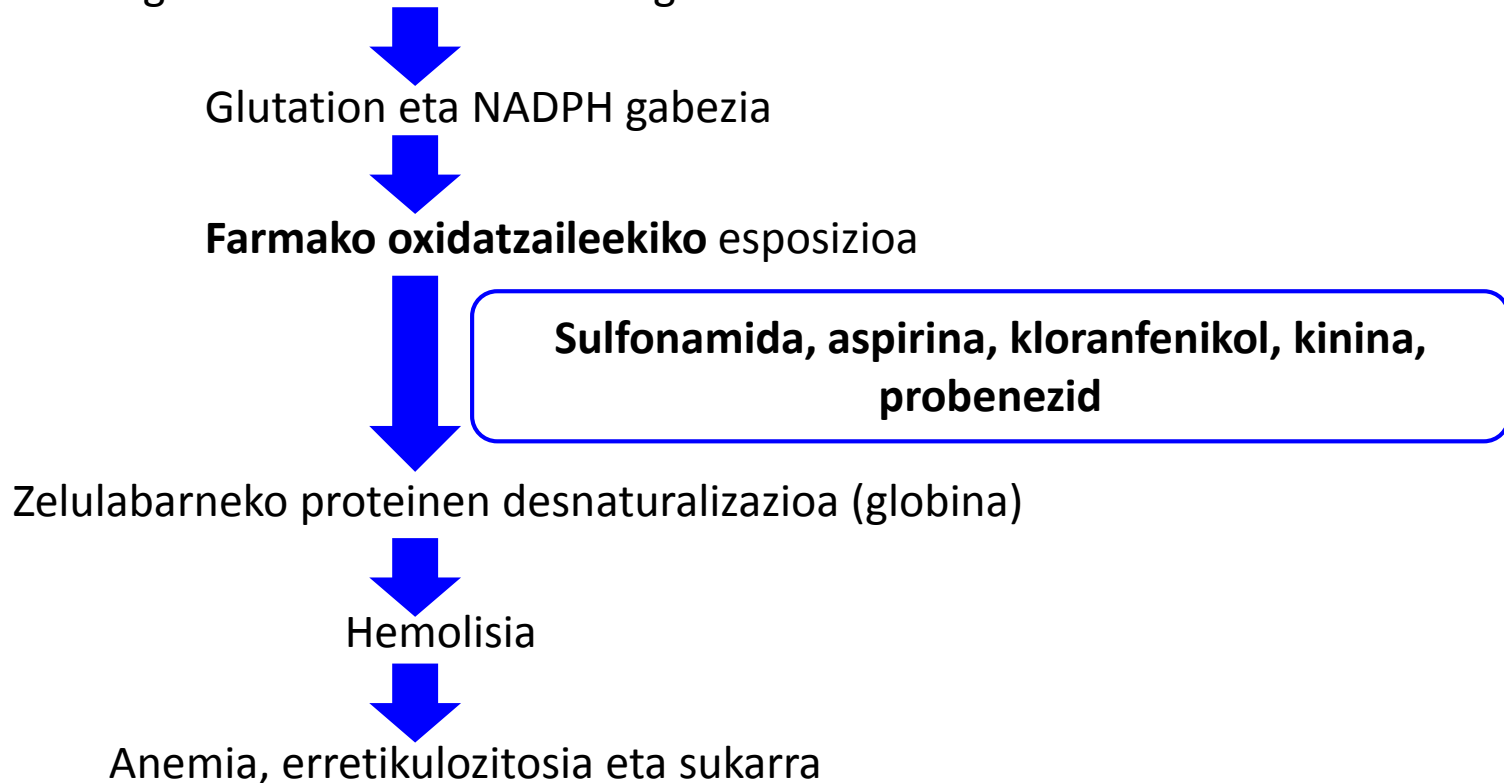 Glutation eta NADPH gabezia
Farmako oxidatzaileekiko esposizioa
Sulfonamida, aspirina, kloranfenikol, kinina,
probenezid
Zelulabarneko proteinen desnaturalizazioa (globina)
Hemolisia
Anemia, erretikulozitosia eta sukarra